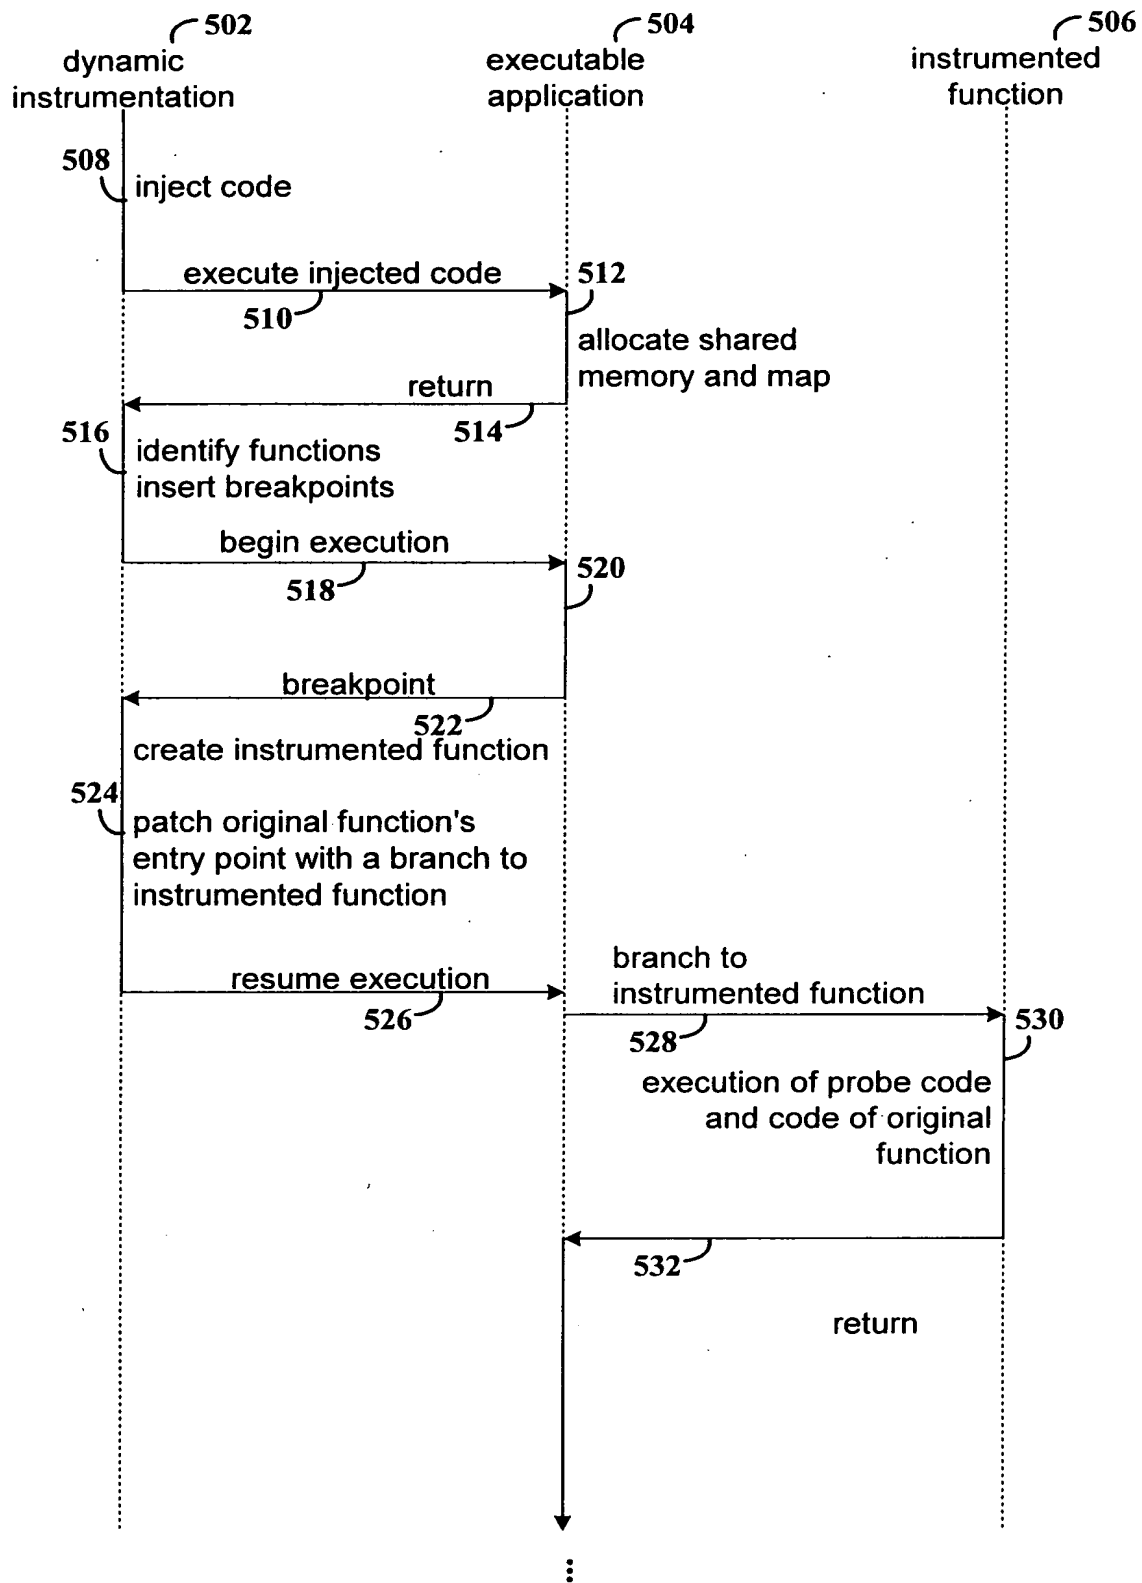 502
dynamic
instrumentation
504
executable
application
506
instrumented
function
508
inject code
execute injected code
510
512
allocate shared
memory and map
return
514
516
identify functions
insert breakpoints
begin execution
518
520
breakpoint
522
create instrumented function
524
patch original function's
entry point with a branch to
instrumented function
resume execution
526
branch to
instrumented function
528
530
execution of probe code
and code of original
function
532
return